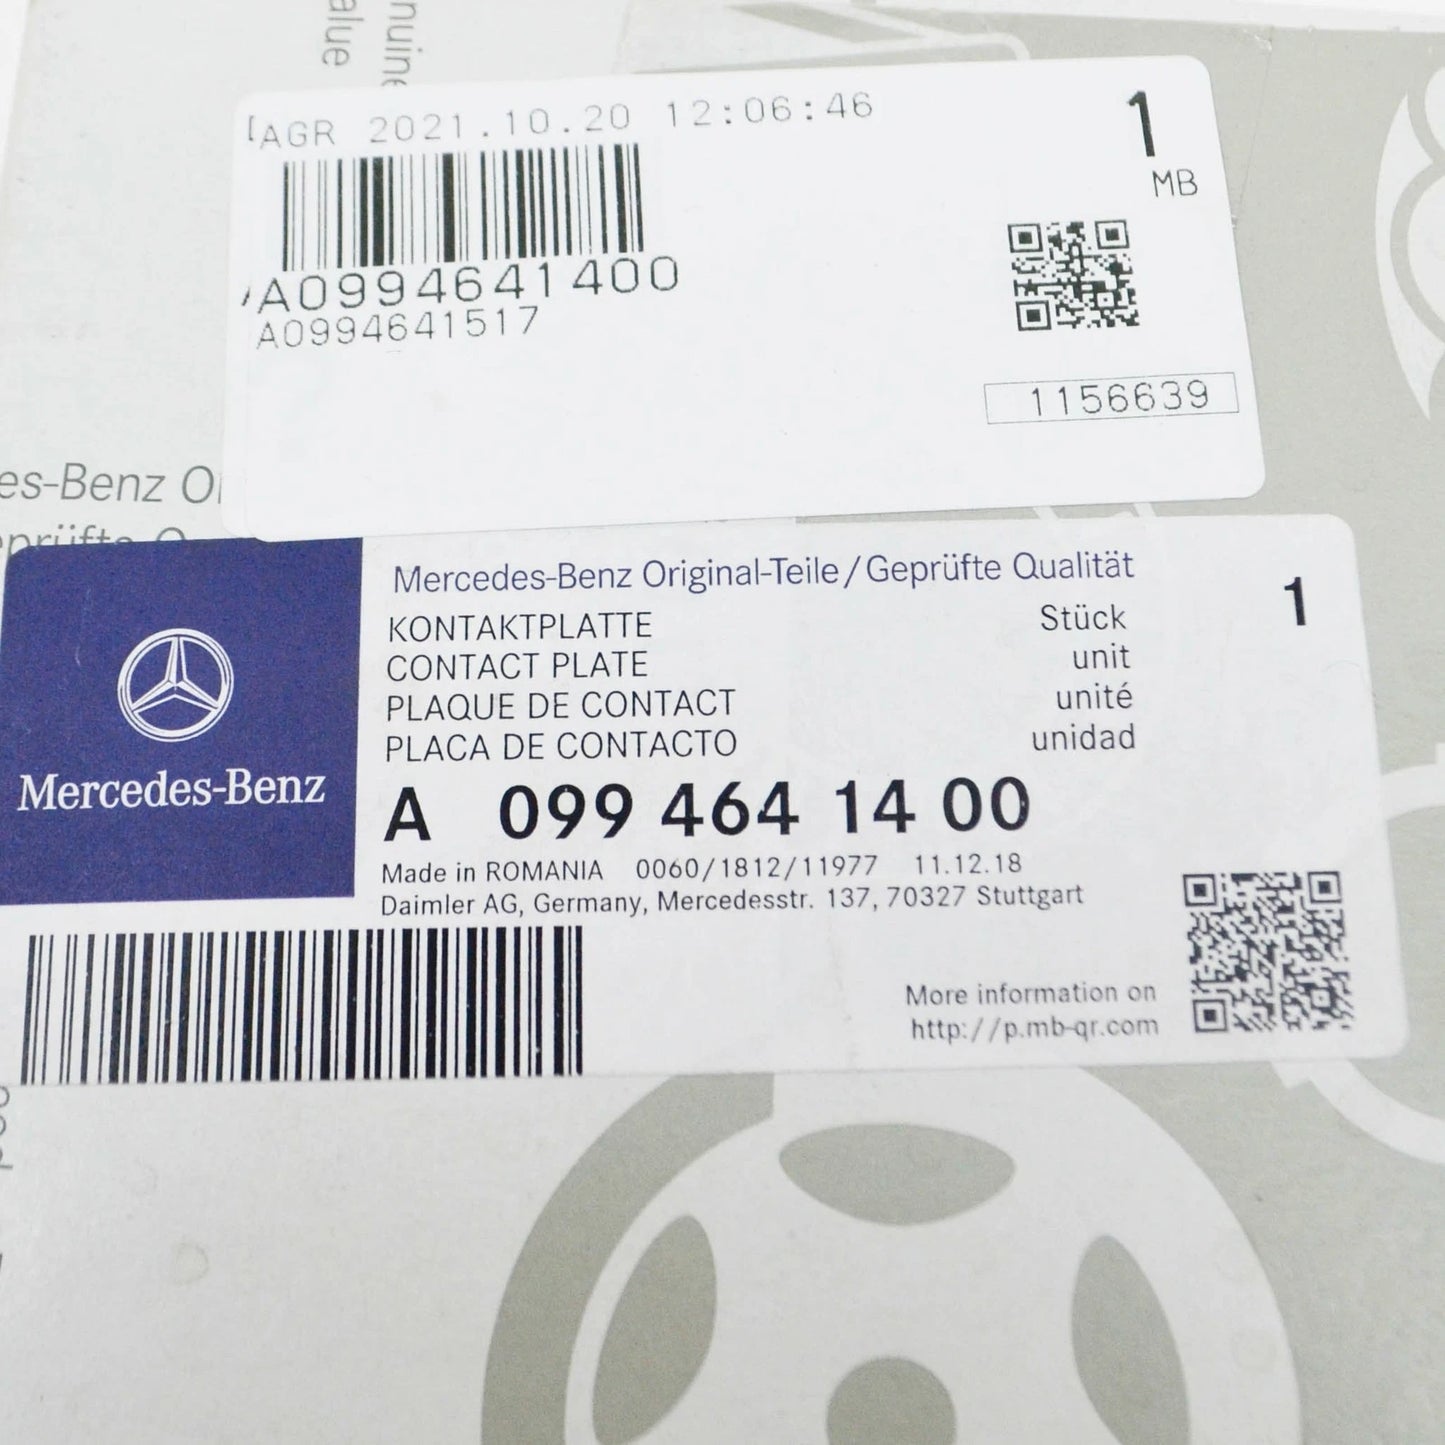 alue
nuine
AGR 2021.10.20 12:06:46
1
MB
A0994641400
A0994641517
1156639
es-Benz O
eprüfte Q
Mercedes-Benz
Mercedes-Benz Original-Teile/Geprüfte Qualität
KONTAKTPLATTE Stück 1
CONTACT PLATE unit
PLAQUE DE CONTACT unité
PLACA DE CONTACTO unidad
A 099 464 14 00
Made in ROMANIA 0060/1812/11977 11.12.18
Daimler AG, Germany, Mercedesstr. 137, 70327 Stuttgart
More information on
http://p.mb-qr.com